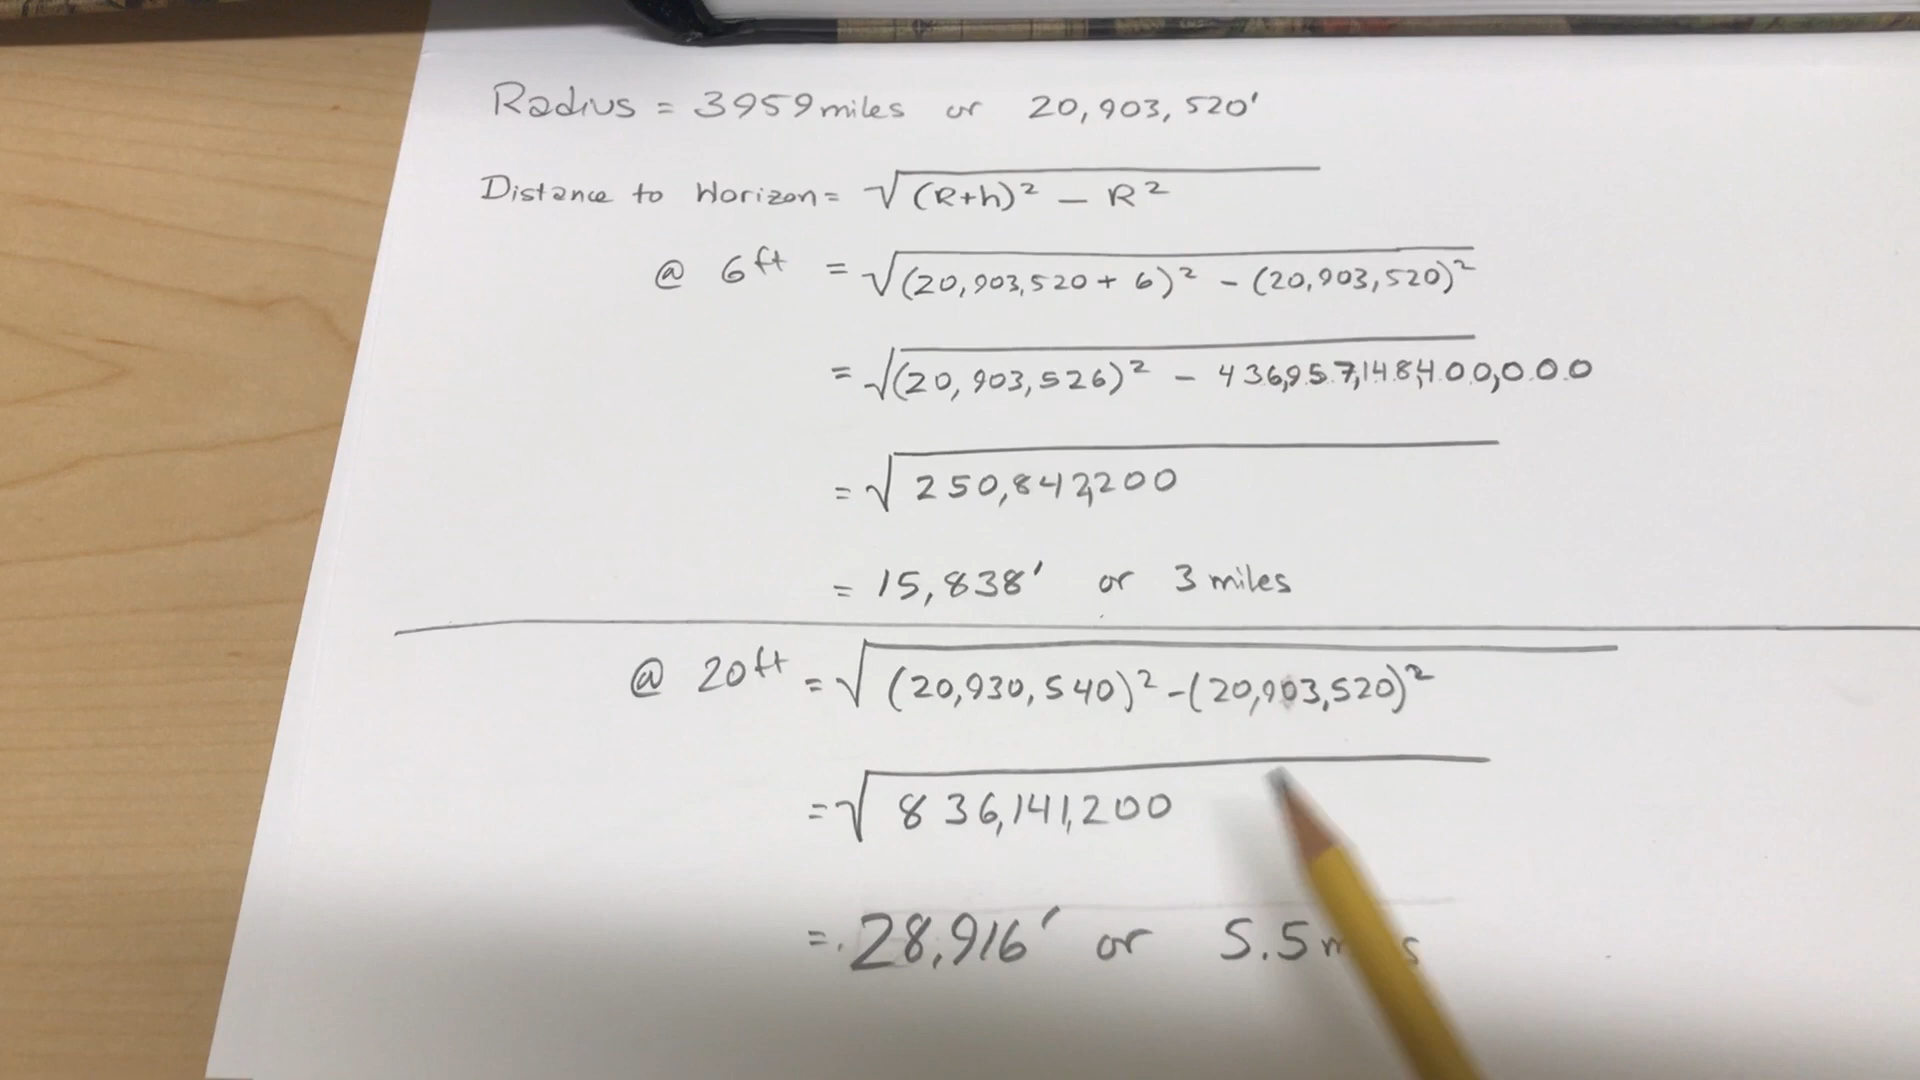 Radius = 3959 miles or 20,903,520'
Distance to Horizon = √(R+h)² – R²
@ 6ft = √(20,903,520 + 6)² – (20,903,520)²
= √(20,903,526)² – 436,957,148,400,000
= √250,842,200
= 15,838' or 3 miles
@ 20ft = √(20,930,540)² – (20,903,520)²
= √836,141,200
= 28,916' or 5.5